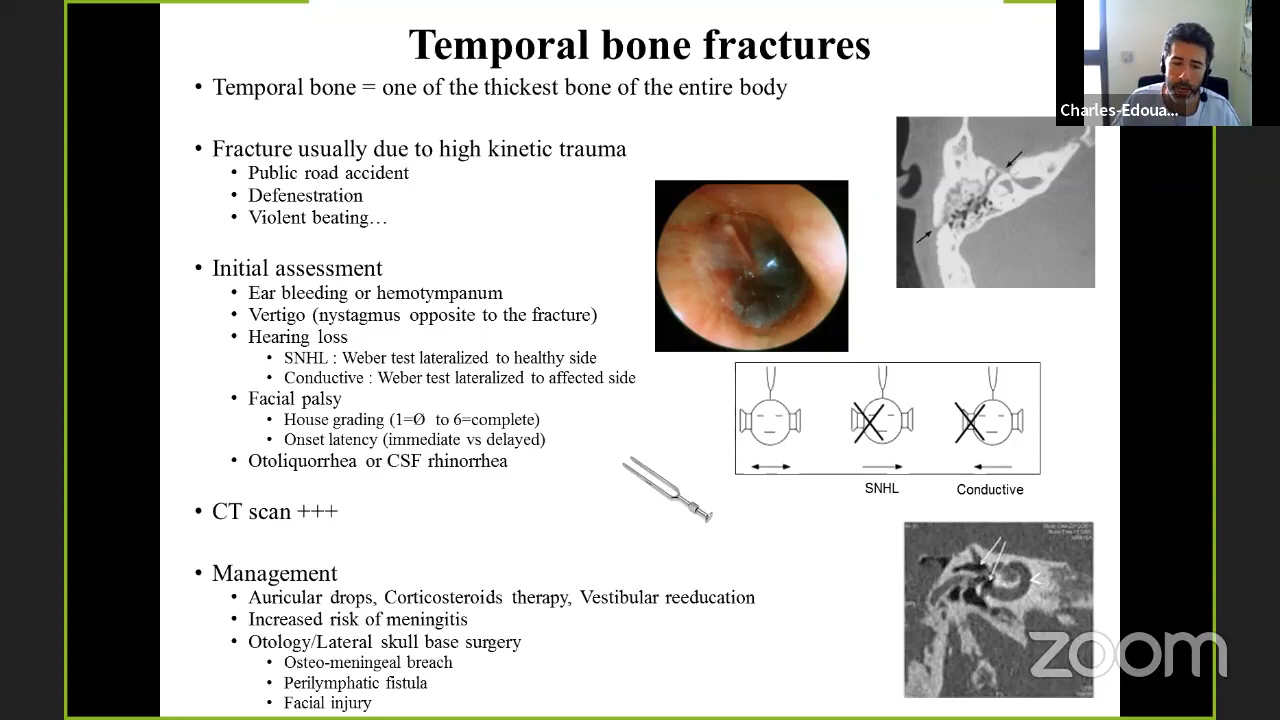 Temporal bone fractures
• Temporal bone = one of the thickest bone of the entire body
• Fracture usually due to high kinetic trauma
• Public road accident
• Defenestration
• Violent beating…
• Initial assessment
• Ear bleeding or hemotympanum
• Vertigo (nystagmus opposite to the fracture)
• Hearing loss
• SNHL : Weber test lateralized to healthy side
• Conductive : Weber test lateralized to affected side
• Facial palsy
• House grading (1=Ø to 6=complete)
• Onset latency (immediate vs delayed)
• Otoliquorrhea or CSF rhinorrhea
• CT scan +++
• Management
• Auricular drops, Corticosteroids therapy, Vestibular reeducation
• Increased risk of meningitis
• Otology/Lateral skull base surgery
• Osteo-meningeal breach
• Perilymphatic fistula
• Facial injury
Charles-Edoua...
SNHL
Conductive
zoom